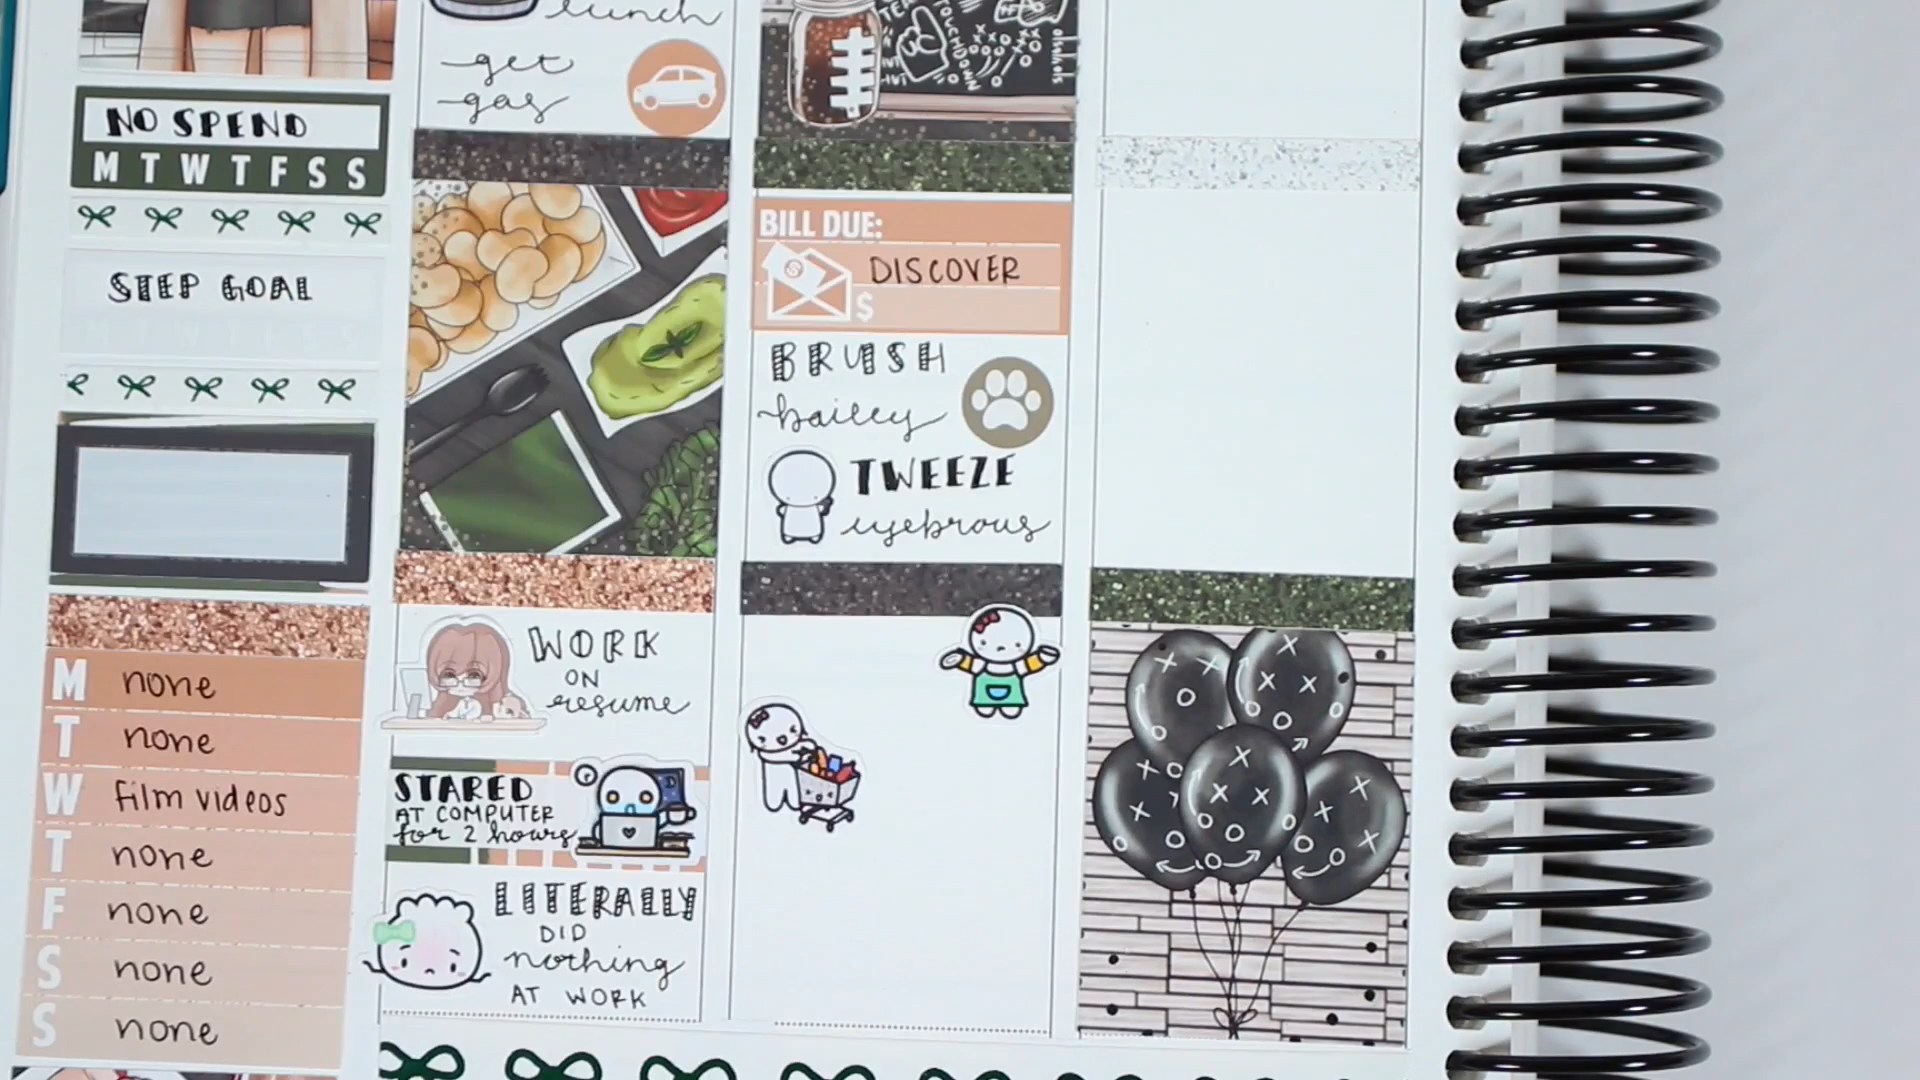 NO SPEND
M T W T F S S
STEP GOAL
M T W T F S S
M none
T none
W film videos
T none
F none
S none
S none
lunch
get
gas
WORK
ON
resume
STARED
AT COMPUTER
for 2 hours
LITERALLY
DID
nothing
AT WORK
TOUCHDOWN
BILL DUE:
DISCOVER
$
BRUSH
bailey
TWEEZE
eyebrows